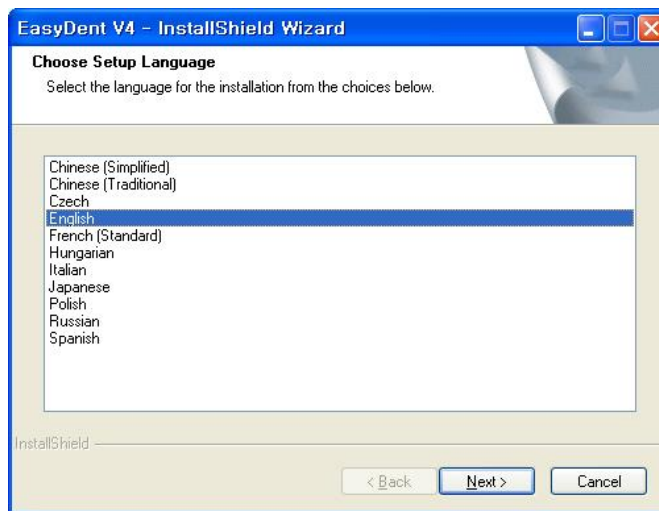 EasyDent V4 - InstallShield Wizard
Choose Setup Language
Select the language for the installation from the choices below.
Chinese (Simplified)
Chinese (Traditional)
Czech
English
French (Standard)
Hungarian
Italian
Japanese
Polish
Russian
Spanish
InstallShield
< Back
Next >
Cancel